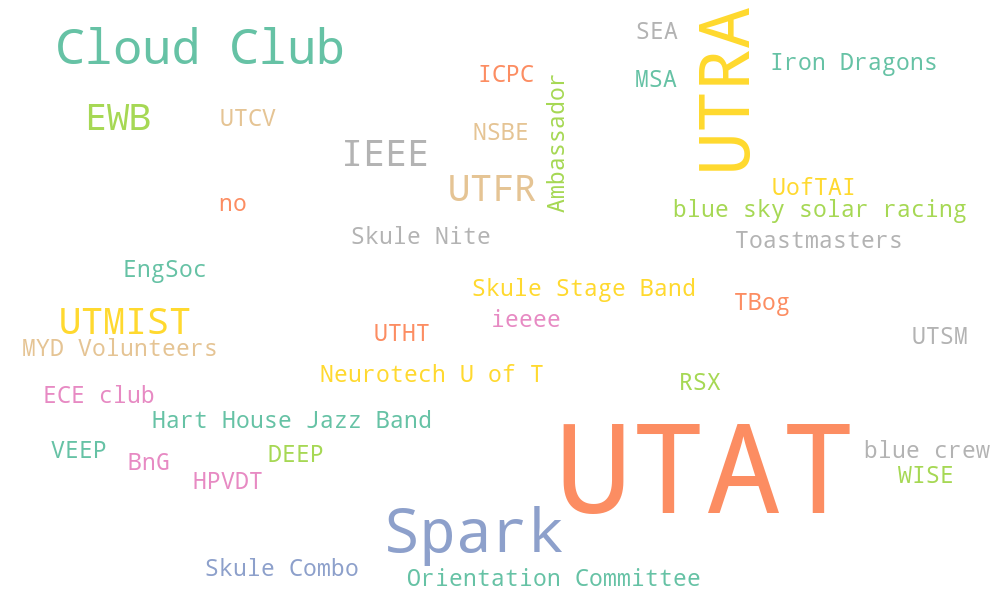 Cloud Club
SEA
UTRA
Iron Dragons
ICPC
MSA
Ambassador
EWB
UTCV
NSBE
IEEE
UTFR
UofTAI
no
blue sky solar racing
Skule Nite
Toastmasters
EngSoc
Skule Stage Band
TBog
UTMIST
ieeee
UTHT
UTSM
MYD Volunteers
Neurotech U of T
RSX
ECE club
Hart House Jazz Band
UTAT
VEEP
DEEP
blue crew
BnG
WISE
HPVDT
Spark
Skule Combo
Orientation Committee